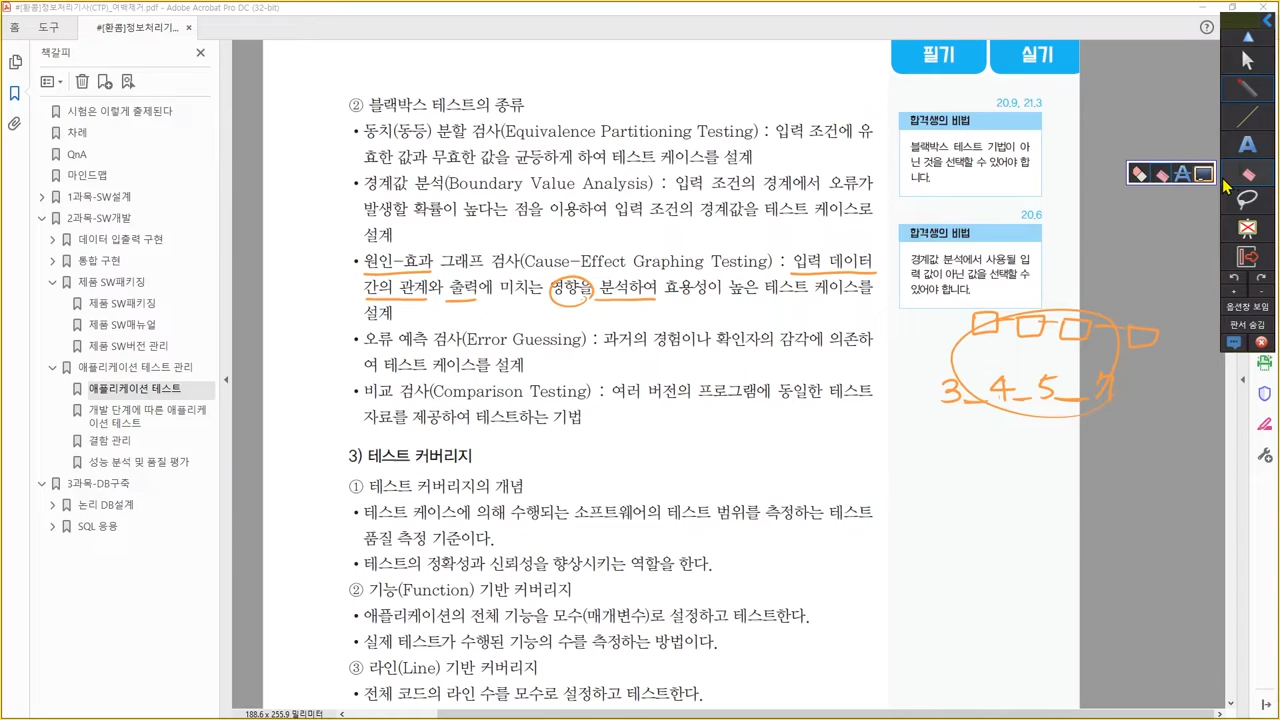 #[환콤]정보처리기사(CTP)_여백제거.pdf - Adobe Acrobat Pro DC (32-bit)
홈 도구 #[환콤]정보처리기사... ×
책갈피
시험은 이렇게 출제된다
차례
QnA
마인드맵
1과목-SW설계
2과목-SW개발
데이터 입출력 구현
통합 구현
제품 SW패키징
제품 SW패키징
제품 SW매뉴얼
제품 SW버전 관리
애플리케이션 테스트 관리
애플리케이션 테스트
개발 단계에 따른 애플리케
이션 테스트
결함 관리
성능 분석 및 품질 평가
3과목-DB구축
논리 DB설계
SQL 응용
필기 실기
② 블랙박스 테스트의 종류
• 동치(동등) 분할 검사(Equivalence Partitioning Testing) : 입력 조건에 유
효한 값과 무효한 값을 균등하게 하여 테스트 케이스를 설계
• 경계값 분석(Boundary Value Analysis) : 입력 조건의 경계에서 오류가
발생할 확률이 높다는 점을 이용하여 입력 조건의 경계값을 테스트 케이스로
설계
• 원인-효과 그래프 검사(Cause-Effect Graphing Testing) : 입력 데이터
간의 관계와 출력에 미치는 영향을 분석하여 효용성이 높은 테스트 케이스를
설계
• 오류 예측 검사(Error Guessing) : 과거의 경험이나 확인자의 감각에 의존하
여 테스트 케이스를 설계
• 비교 검사(Comparison Testing) : 여러 버전의 프로그램에 동일한 테스트
자료를 제공하여 테스트하는 기법
3) 테스트 커버리지
① 테스트 커버리지의 개념
• 테스트 케이스에 의해 수행되는 소프트웨어의 테스트 범위를 측정하는 테스트
품질 측정 기준이다.
• 테스트의 정확성과 신뢰성을 향상시키는 역할을 한다.
② 기능(Function) 기반 커버리지
• 애플리케이션의 전체 기능을 모수(매개변수)로 설정하고 테스트한다.
• 실제 테스트가 수행된 기능의 수를 측정하는 방법이다.
③ 라인(Line) 기반 커버리지
• 전체 코드의 라인 수를 모수로 설정하고 테스트한다.
20.9, 21.3
합격생의 비법
블랙박스 테스트 기법이 아
닌 것을 선택할 수 있어야 합
니다.
20.6
합격생의 비법
경계값 분석에서 사용될 입
력 값이 아닌 값을 선택할 수
있어야 합니다.
3_4_5_7
옵션창 보임
판서 숨김
188.6 x 255.9 밀리미터